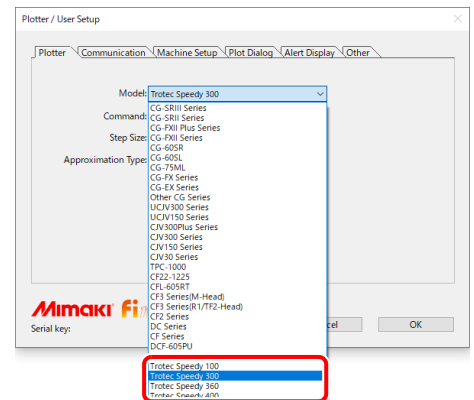 Plotter / User Setup
Plotter Communication Machine Setup Plot Dialog Alert Display Other
Model: Trotec Speedy 300
Command:
Step Size:
Approximation Type:
CG-SRIII Series
CG-SRII Series
CG-FXII Plus Series
CG-FXII Series
CG-60SR
CG-60SL
CG-75ML
CG-FX Series
CG-EX Series
Other CG Series
UCJV300 Series
UCJV150 Series
CJV300Plus Series
CJV300 Series
CJV150 Series
CJV30 Series
TPC-1000
CF22-1225
CFL-605RT
CF3 Series(M-Head)
CF3 Series(R1/TF2-Head)
CF2 Series
DC Series
CF Series
DCF-605PU
Trotec Speedy 100
Trotec Speedy 300
Trotec Speedy 360
Trotec Speedy 400
Mimaki Fi
Serial key:
cel OK